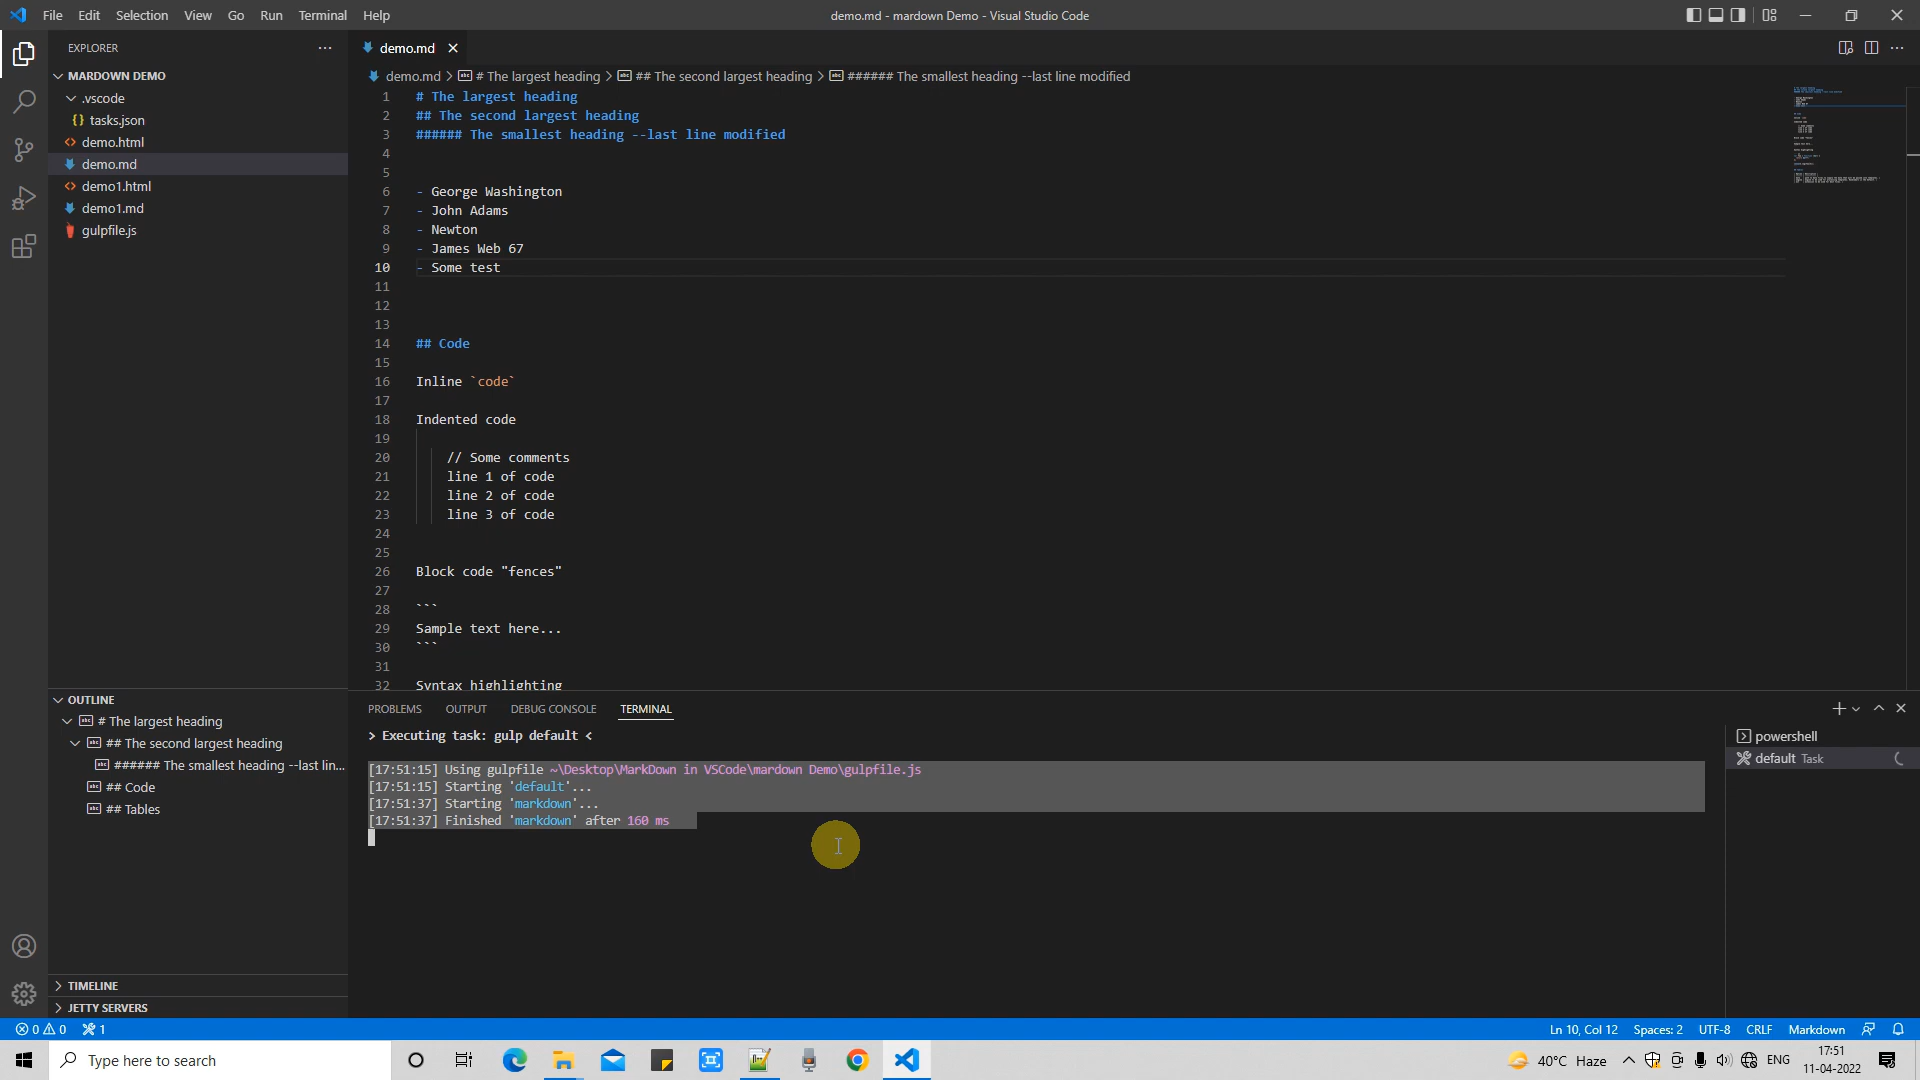 File Edit Selection View Go Run Terminal Help
demo.md - mardown Demo - Visual Studio Code
EXPLORER
MARDOWN DEMO
.vscode
tasks.json
demo.html
demo.md
demo1.html
demo1.md
gulpfile.js
OUTLINE
# The largest heading
## The second largest heading
###### The smallest heading --last lin...
## Code
## Tables
TIMELINE
JETTY SERVERS
demo.md
demo.md > # The largest heading > ## The second largest heading > ###### The smallest heading --last line modified
1 # The largest heading
2 ## The second largest heading
3 ###### The smallest heading --last line modified
4
5
6 - George Washington
7 - John Adams
8 - Newton
9 - James Web 67
10 - Some test
11
12
13
14 ## Code
15
16 Inline `code`
17
18 Indented code
19
20 // Some comments
21 line 1 of code
22 line 2 of code
23 line 3 of code
24
25
26 Block code "fences"
27
28 ```
29 Sample text here...
30 ```
31
32 Syntax highlighting
PROBLEMS OUTPUT DEBUG CONSOLE TERMINAL
> Executing task: gulp default <
[17:51:15] Using gulpfile ~\Desktop\MarkDown in VSCode\mardown Demo\gulpfile.js
[17:51:15] Starting 'default'...
[17:51:37] Starting 'markdown'...
[17:51:37] Finished 'markdown' after 160 ms
powershell
default Task
0 0 1
Ln 10, Col 12 Spaces: 2 UTF-8 CRLF Markdown
Type here to search
40°C Haze
ENG
17:51
11-04-2022